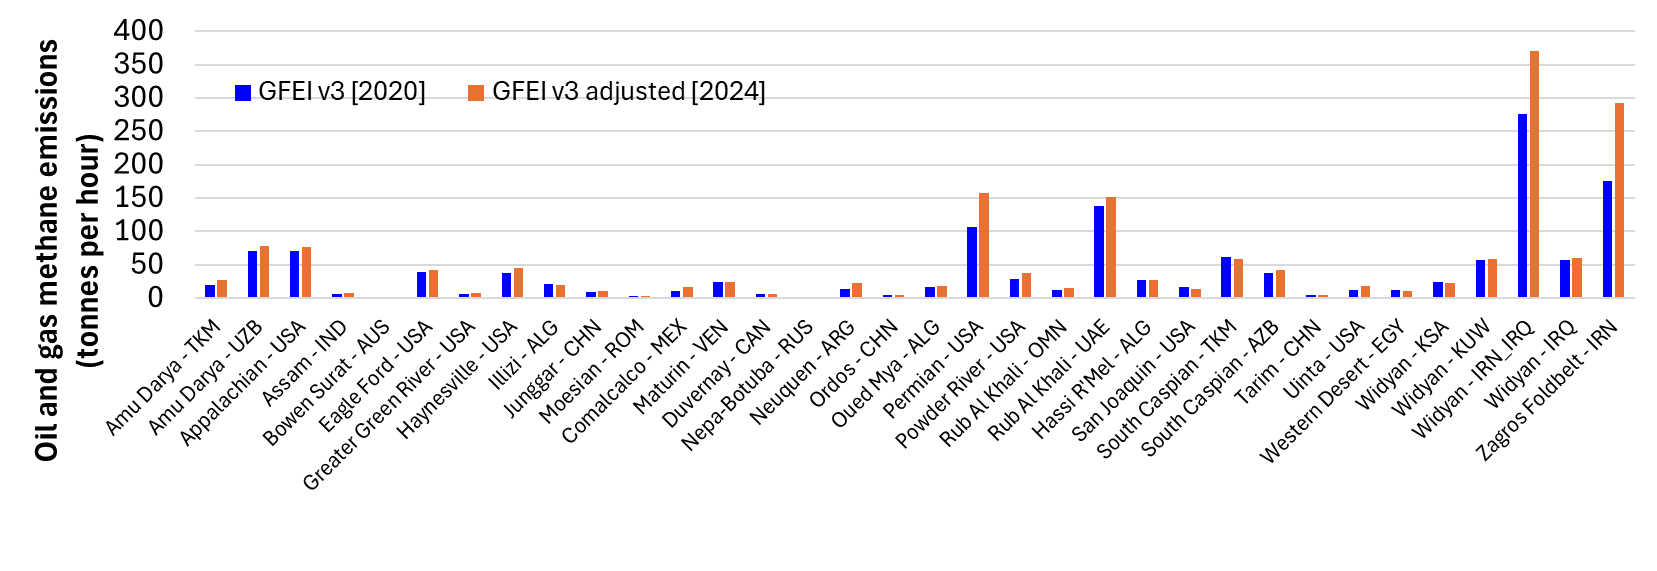 Oil and gas methane emissions
(tonnes per hour)
400
350
300
250
200
150
100
50
0
GFEI v3 [2020]
GFEI v3 adjusted [2024]
Amu Darya - TKM
Amu Darya - UZB
Appalachian - USA
Assam - IND
Bowen Surat - AUS
Eagle Ford - USA
Greater Green River - USA
Haynesville - USA
Illizi - ALG
Junggar - CHN
Moesian - ROM
Comalcalco - MEX
Maturin - VEN
Duvernay - CAN
Nepa-Botuba - RUS
Neuquen - ARG
Ordos - CHN
Oued Mya - ALG
Permian - USA
Powder River - USA
Rub Al Khali - OMN
Rub Al Khali - UAE
Hassi R'Mel - ALG
San Joaquin - USA
South Caspian - TKM
South Caspian - AZB
Tarim - CHN
Uinta - USA
Western Desert - EGY
Widyan - KSA
Widyan - KUW
Widyan - IRN_IRQ
Widyan - IRQ
Zagros Foldbelt - IRN